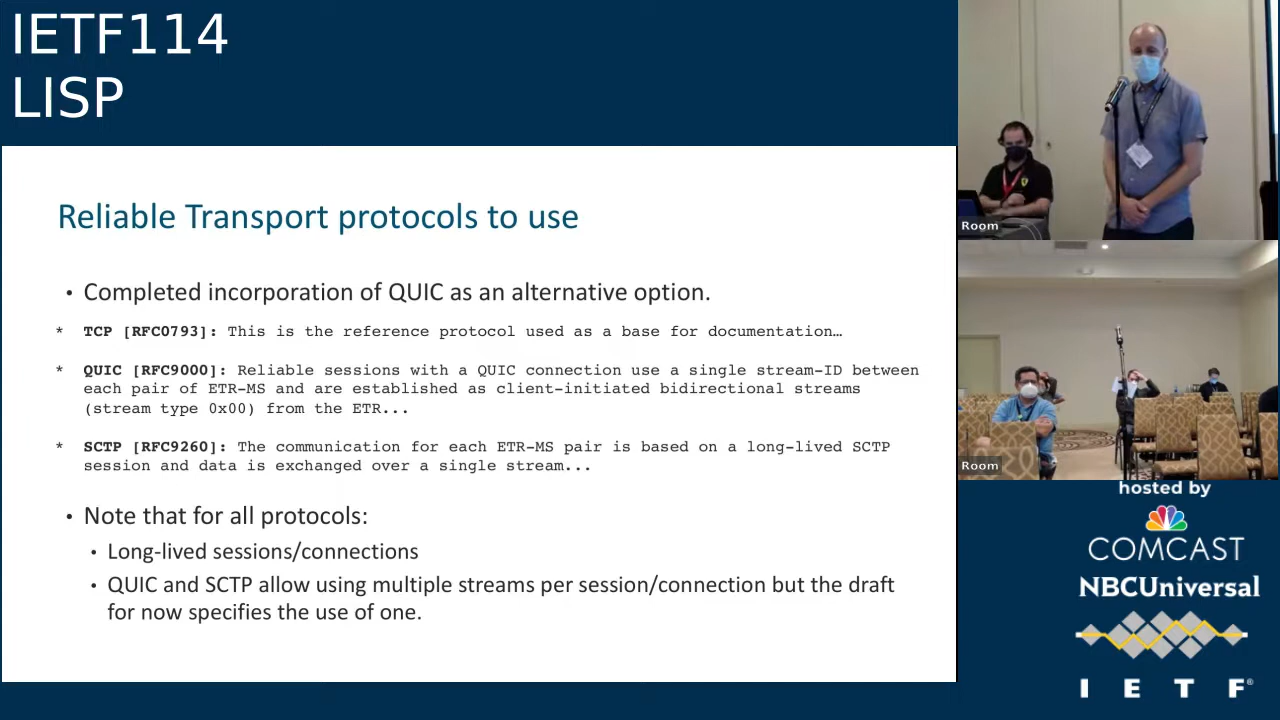 IETF114
LISP
Reliable Transport protocols to use
• Completed incorporation of QUIC as an alternative option.
* TCP [RFC0793]: This is the reference protocol used as a base for documentation…
* QUIC [RFC9000]: Reliable sessions with a QUIC connection use a single stream-ID between
each pair of ETR-MS and are established as client-initiated bidirectional streams
(stream type 0x00) from the ETR...
* SCTP [RFC9260]: The communication for each ETR-MS pair is based on a long-lived SCTP
session and data is exchanged over a single stream...
• Note that for all protocols:
• Long-lived sessions/connections
• QUIC and SCTP allow using multiple streams per session/connection but the draft
for now specifies the use of one.
Room
Room
hosted by
COMCAST
NBCUniversal
I E T F®